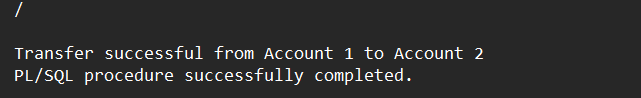 /
Transfer successful from Account 1 to Account 2
PL/SQL procedure successfully completed.